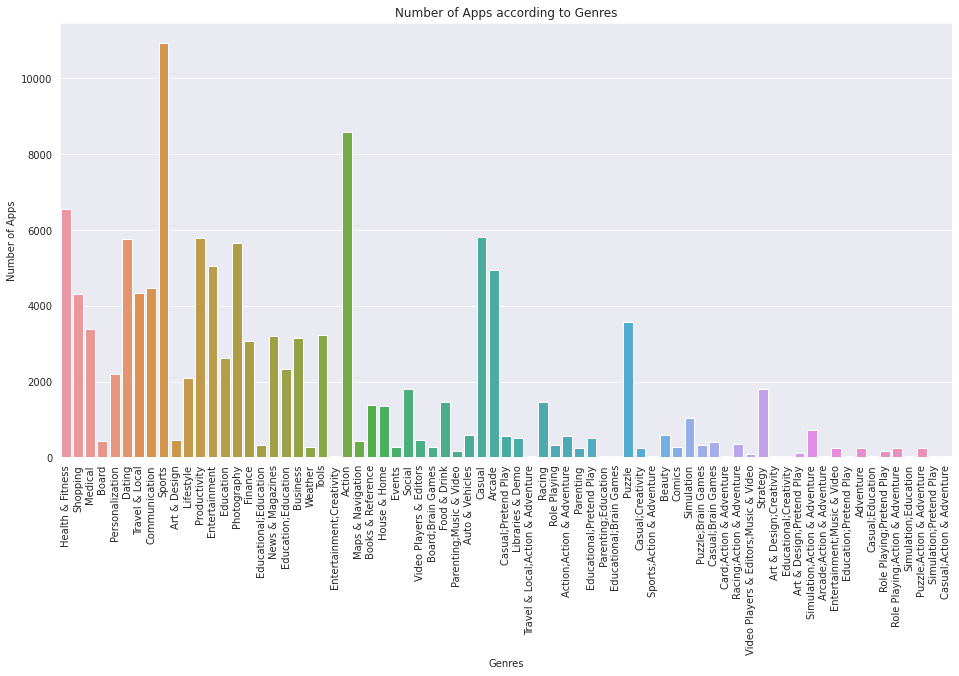 Number of Apps according to Genres
Number of Apps
10000
8000
6000
4000
2000
0
Health & Fitness
Shopping
Medical
Board
Personalization
Dating
Travel & Local
Communication
Sports
Art & Design
Lifestyle
Productivity
Entertainment
Education
Photography
Finance
Educational;Education
News & Magazines
Education;Education
Business
Weather
Tools
Entertainment;Creativity
Action
Maps & Navigation
Books & Reference
House & Home
Events
Social
Video Players & Editors
Board;Brain Games
Food & Drink
Parenting;Music & Video
Auto & Vehicles
Casual
Arcade
Casual;Pretend Play
Libraries & Demo
Travel & Local;Action & Adventure
Racing
Role Playing
Action;Action & Adventure
Parenting
Educational;Pretend Play
Parenting;Education
Educational;Brain Games
Puzzle
Casual;Creativity
Sports;Action & Adventure
Beauty
Comics
Simulation
Puzzle;Brain Games
Casual;Brain Games
Card;Action & Adventure
Racing;Action & Adventure
Video Players & Editors;Music & Video
Strategy
Art & Design;Creativity
Educational;Creativity
Art & Design;Pretend Play
Simulation;Action & Adventure
Arcade;Action & Adventure
Entertainment;Music & Video
Education;Pretend Play
Adventure
Casual;Education
Role Playing;Pretend Play
Role Playing;Action & Adventure
Simulation;Education
Puzzle;Action & Adventure
Simulation;Pretend Play
Casual;Action & Adventure
Genres